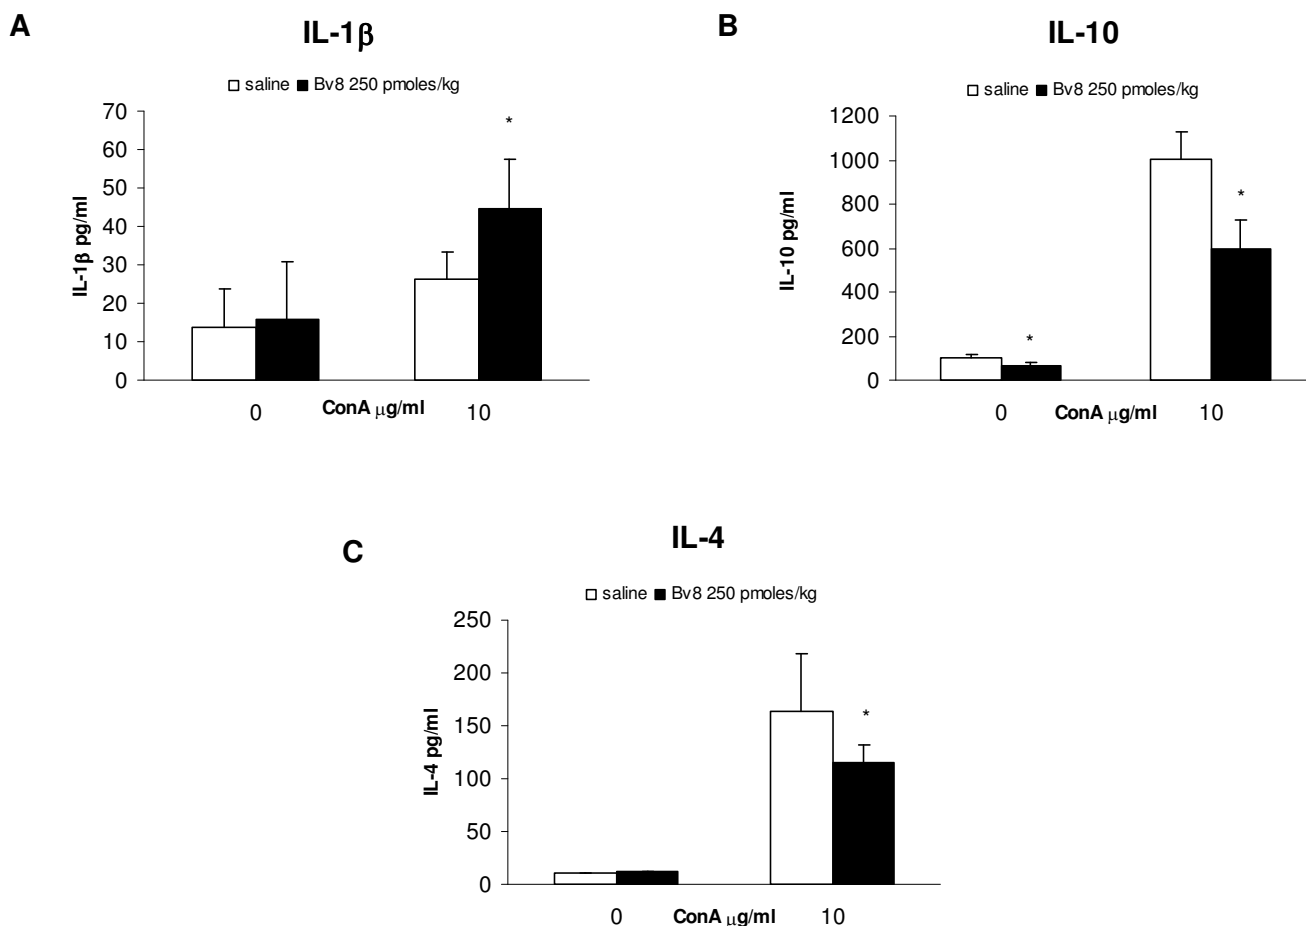 A
IL-1β
saline Bv8 250 pmoles/kg
70
60
50
40
30
20
10
0
IL-1β pg/ml
*
0 ConA μg/ml 10
B
IL-10
saline Bv8 250 pmoles/kg
1200
1000
800
600
400
200
0
IL-10 pg/ml
*
*
0 ConA μg/ml 10
C
IL-4
saline Bv8 250 pmoles/kg
250
200
150
100
50
0
IL-4 pg/ml
*
0 ConA μg/ml 10